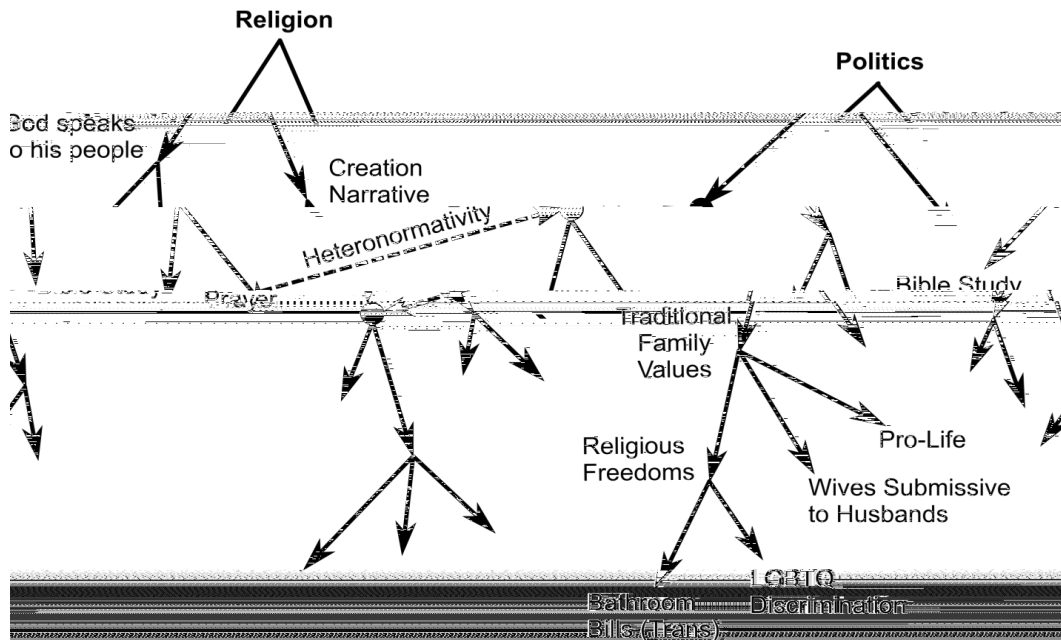 Religion
Politics
God speaks
to his people
Creation
Narrative
Heteronormativity
Bible Study
Prayer
Traditional
Family
Values
Pro-Life
Religious
Freedoms
Wives Submissive
to Husbands
LGBTQ
Discrimination
Bathroom
Bills (Trans)